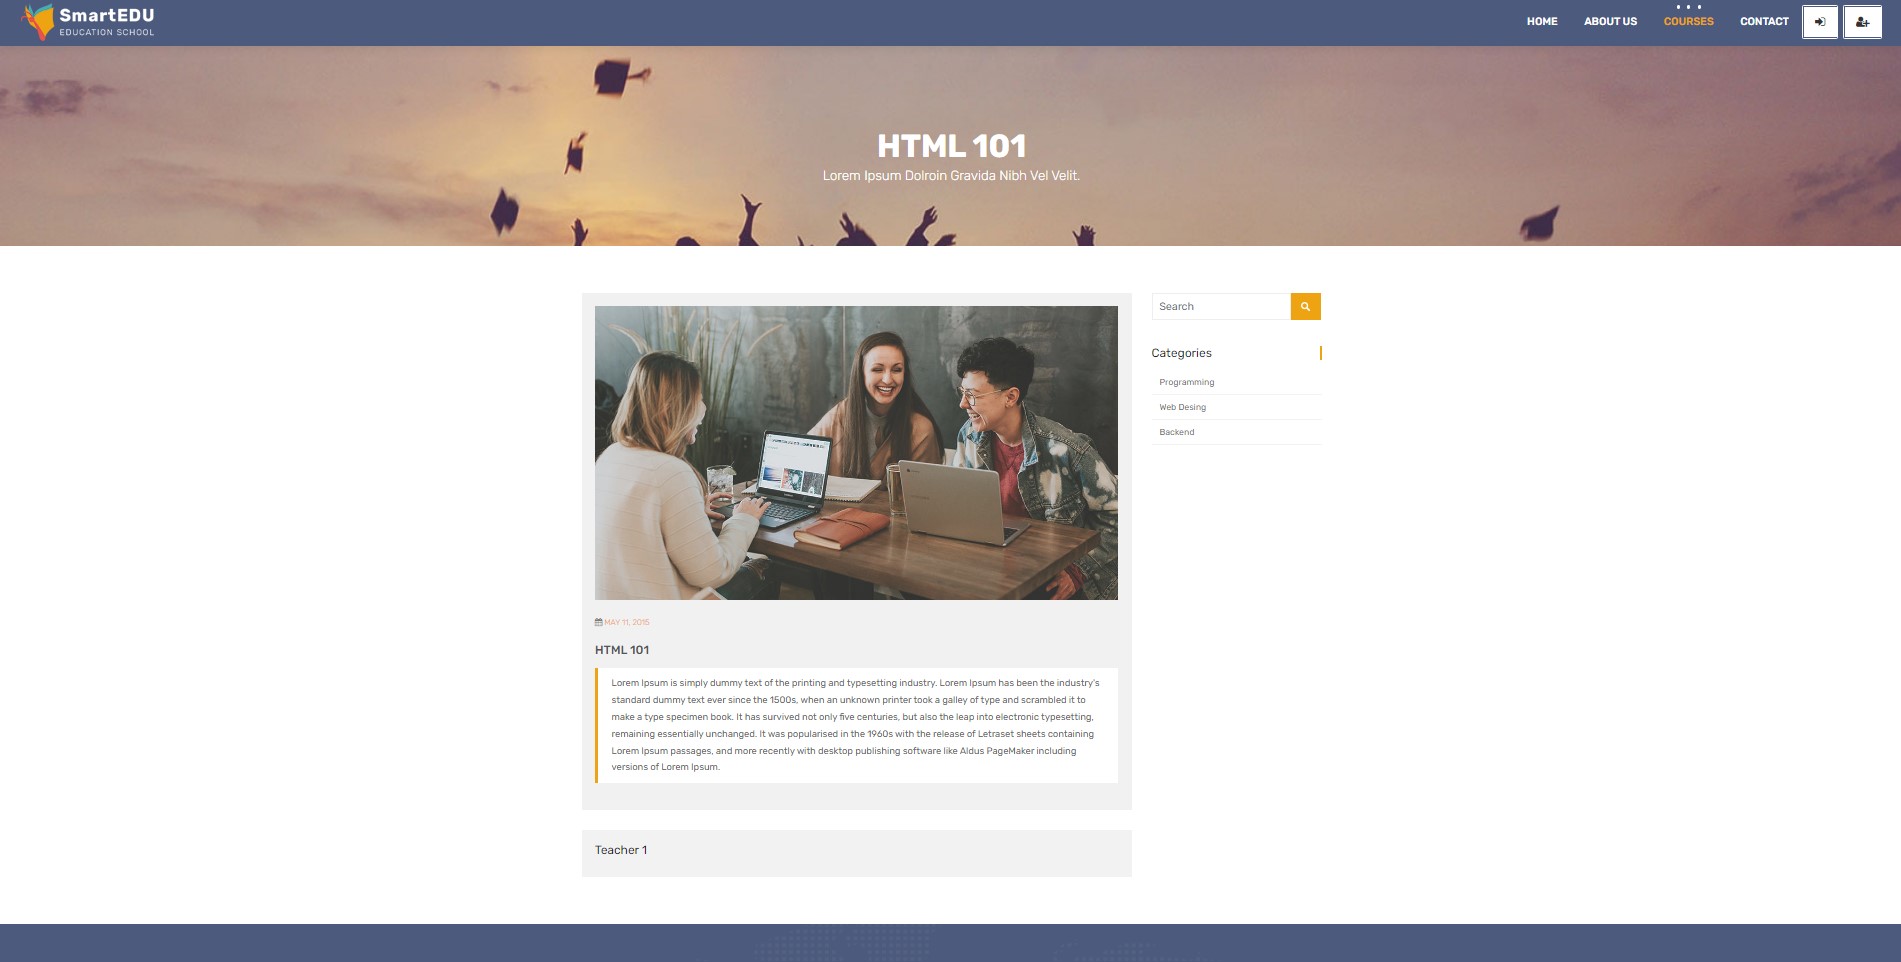 SmartEDU
EDUCATION SCHOOL
HOME
ABOUT US
COURSES
CONTACT
HTML 101
Lorem Ipsum Dolroin Gravida Nibh Vel Velit.
Search
Categories
Programming
Web Desing
Backend
MAY 11, 2015
HTML 101
Lorem Ipsum is simply dummy text of the printing and typesetting industry. Lorem Ipsum has been the industry's
standard dummy text ever since the 1500s, when an unknown printer took a galley of type and scrambled it to
make a type specimen book. It has survived not only five centuries, but also the leap into electronic typesetting,
remaining essentially unchanged. It was popularised in the 1960s with the release of Letraset sheets containing
Lorem Ipsum passages, and more recently with desktop publishing software like Aldus PageMaker including
versions of Lorem Ipsum.
Teacher 1